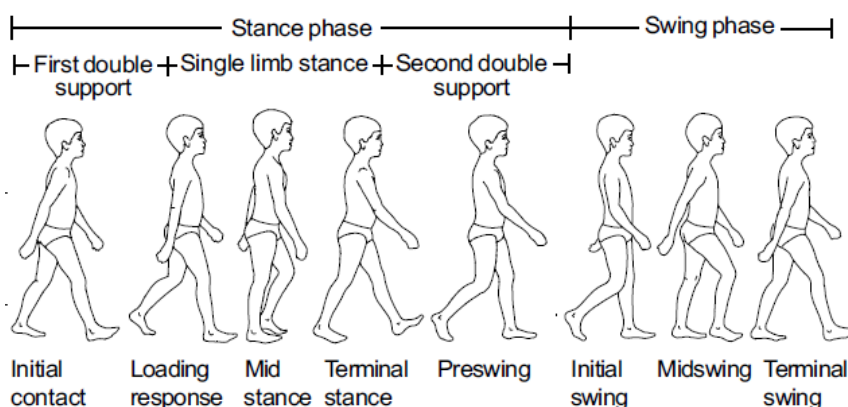 Stance phase
Swing phase
First double support
Single limb stance
Second double support
Initial contact
Loading response
Mid stance
Terminal stance
Preswing
Initial swing
Midswing
Terminal swing